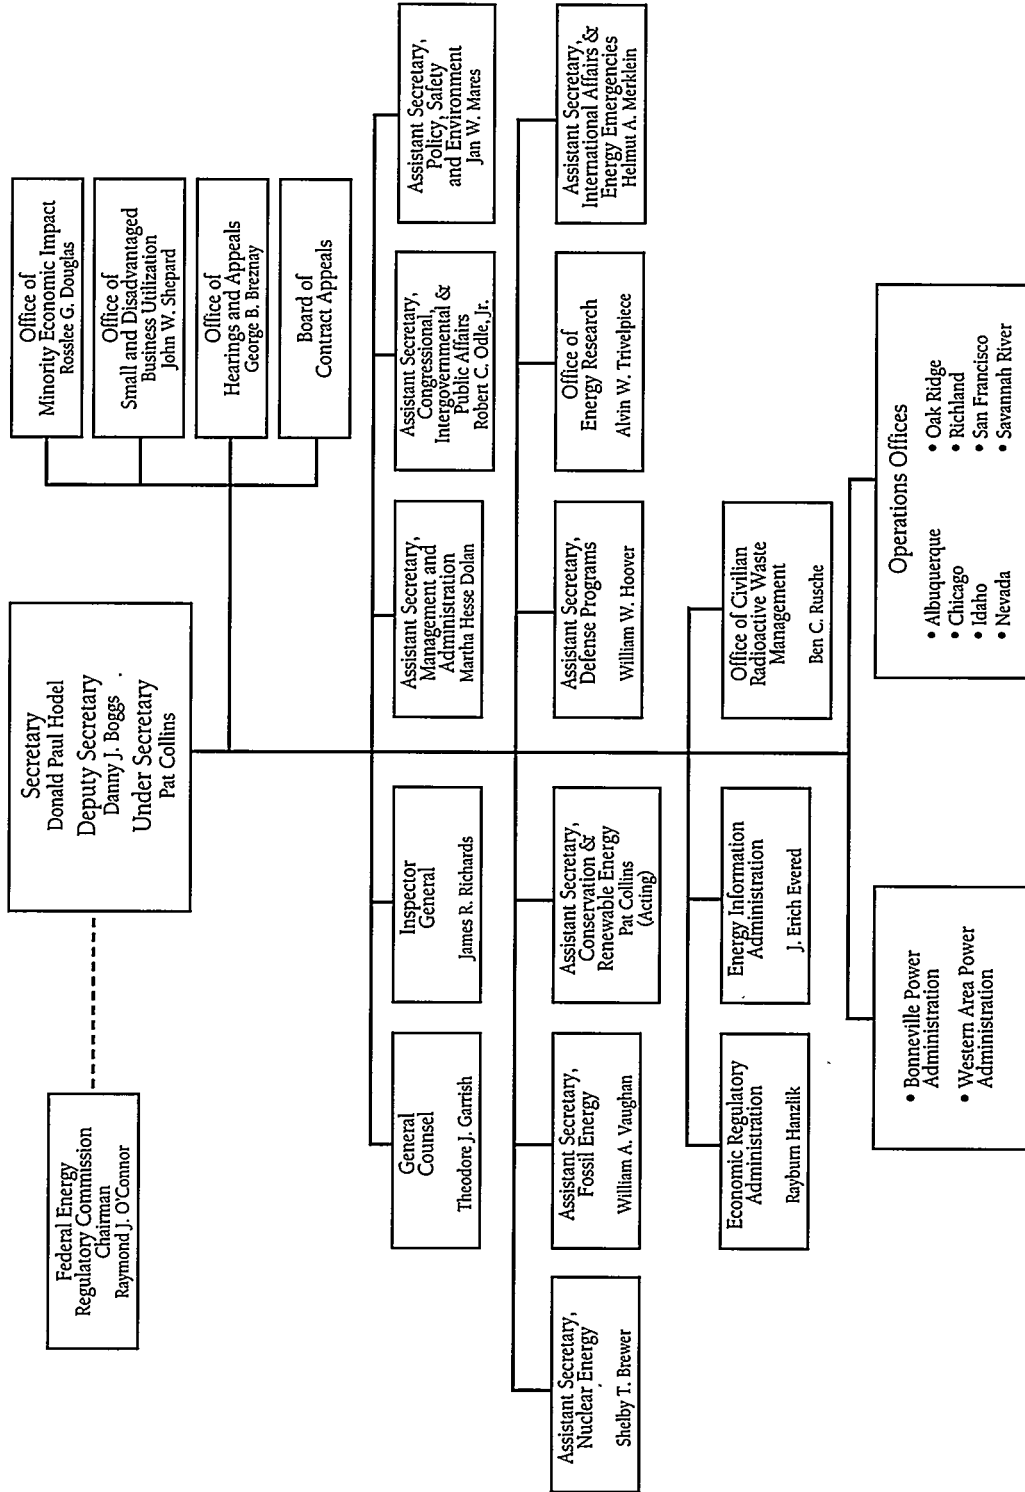 Federal Energy
Regulatory Commission
Chairman
Raymond J. O'Connor
Secretary
Donald Paul Hodel
Deputy Secretary
Danny J. Boggs
Under Secretary
Pat Collins
Office of
Minority Economic Impact
Rosslee G. Douglas
Office of
Small and Disadvantaged
Business Utilization
John W. Shepard
Office of
Hearings and Appeals
George B. Breznay
Board of
Contract Appeals
General
Counsel
Theodore J. Garrish
Inspector
General
James R. Richards
Assistant Secretary,
Management and
Administration
Martha Hesse Dolan
Assistant Secretary,
Congressional,
Intergovernmental &
Public Affairs
Robert C. Odle, Jr.
Assistant Secretary,
Policy, Safety
and Environment
Jan W. Mares
Assistant Secretary,
Nuclear Energy
Shelby T. Brewer
Assistant Secretary,
Fossil Energy
William A. Vaughan
Assistant Secretary,
Conservation &
Renewable Energy
Pat Collins
(Acting)
Assistant Secretary,
Defense Programs
William W. Hoover
Office of
Energy Research
Alvin W. Trivelpiece
Assistant Secretary,
International Affairs &
Energy Emergencies
Helmut A. Merklein
Economic Regulatory
Administration
Rayburn Hanzlik
Energy Information
Administration
J. Erich Evered
Office of Civilian
Radioactive Waste
Management
Ben C. Rusche
• Bonneville Power
Administration
• Western Area Power
Administration
Operations Offices
• Albuquerque
• Chicago
• Idaho
• Nevada
• Oak Ridge
• Richland
• San Francisco
• Savannah River